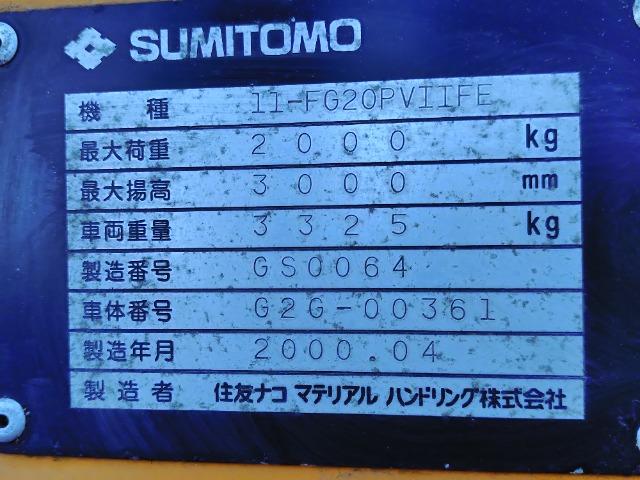 SUMITOMO
機種 11-FG20PVIIFE
最大荷重 2000 kg
最大揚高 3000 mm
車両重量 3325 kg
製造番号 GS0064
車体番号 G2G-00361
製造年月 2000.04
製造者 住友ナコ マテリアル ハンドリング株式会社